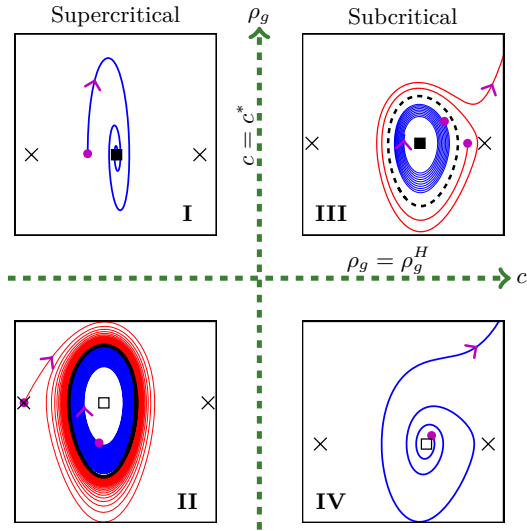 Supercritical
ρ_g
Subcritical
c = c*
I
III
ρ_g = ρ_g^H
c
II
IV